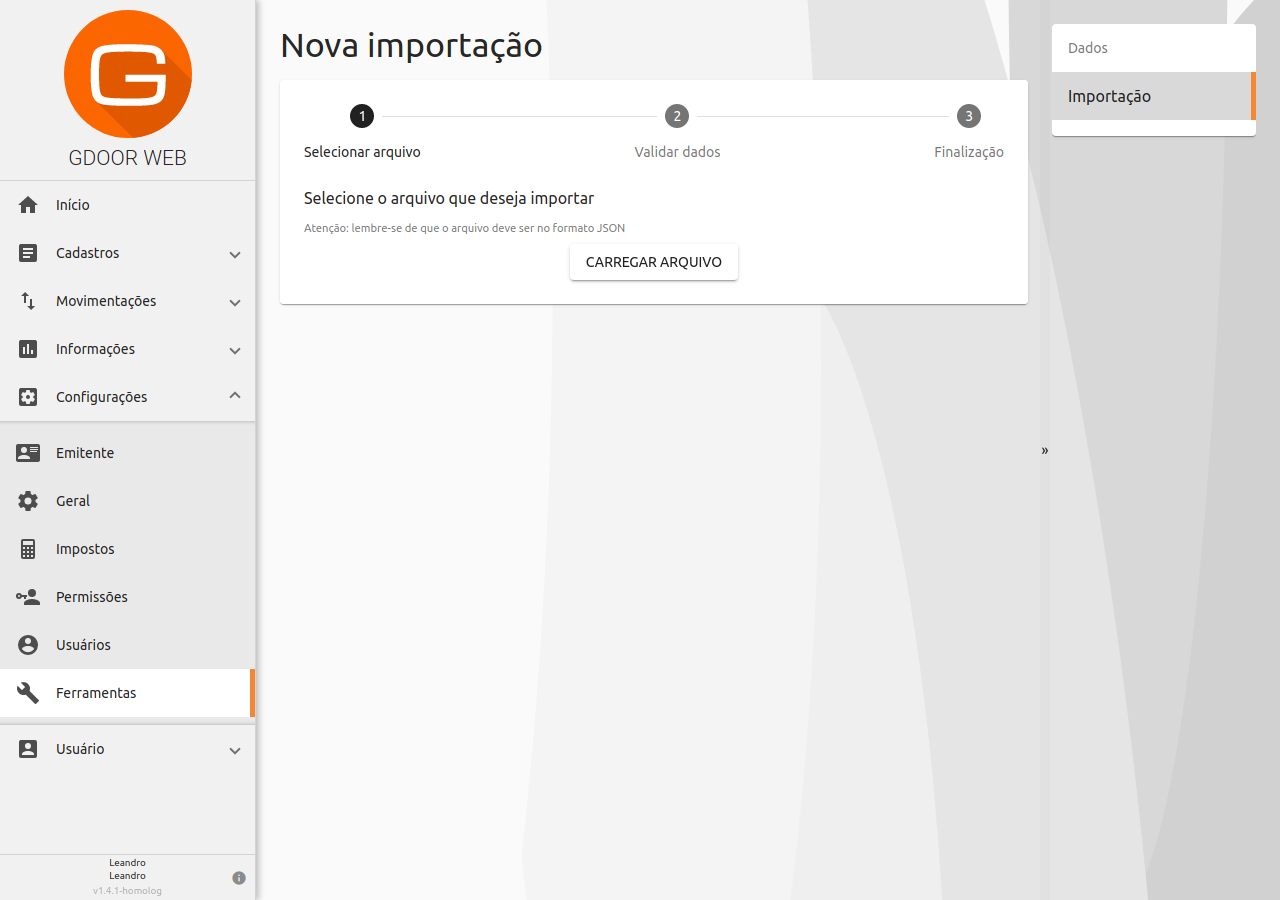 GDOOR WEB
Início
Cadastros
Movimentações
Informações
Configurações
Emitente
Geral
Impostos
Permissões
Usuários
Ferramentas
Usuário
Leandro
Leandro
v1.4.1-homolog
Nova importação
1
2
3
Selecionar arquivo
Validar dados
Finalização
Selecione o arquivo que deseja importar
Atenção: lembre-se de que o arquivo deve ser no formato JSON
CARREGAR ARQUIVO
»
Dados
Importação